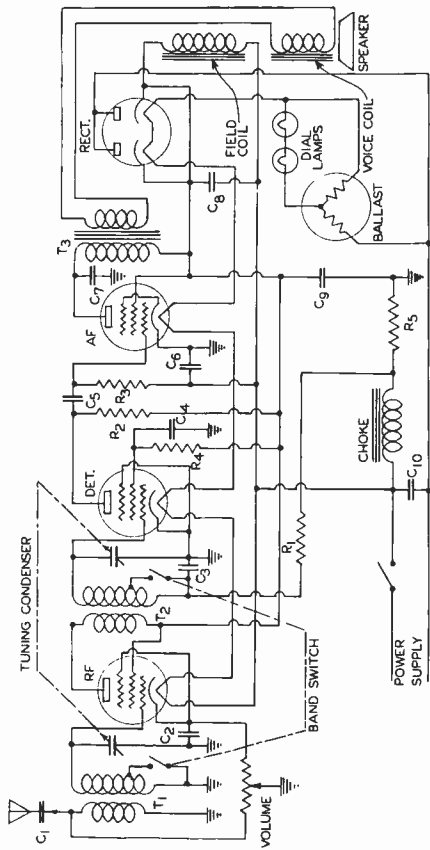 TUNING CONDENSER
C1
T1
VOLUME
RF
C2
T2
BAND SWITCH
DET.
C3
R1
R2
R4
C4
C5
R3
AF
C6
C7
T3
RECT.
C8
C9
R5
CHOKE
C10
POWER
SUPPLY
FIELD
COIL
DIAL
LAMPS
BALLAST
VOICE COIL
SPEAKER